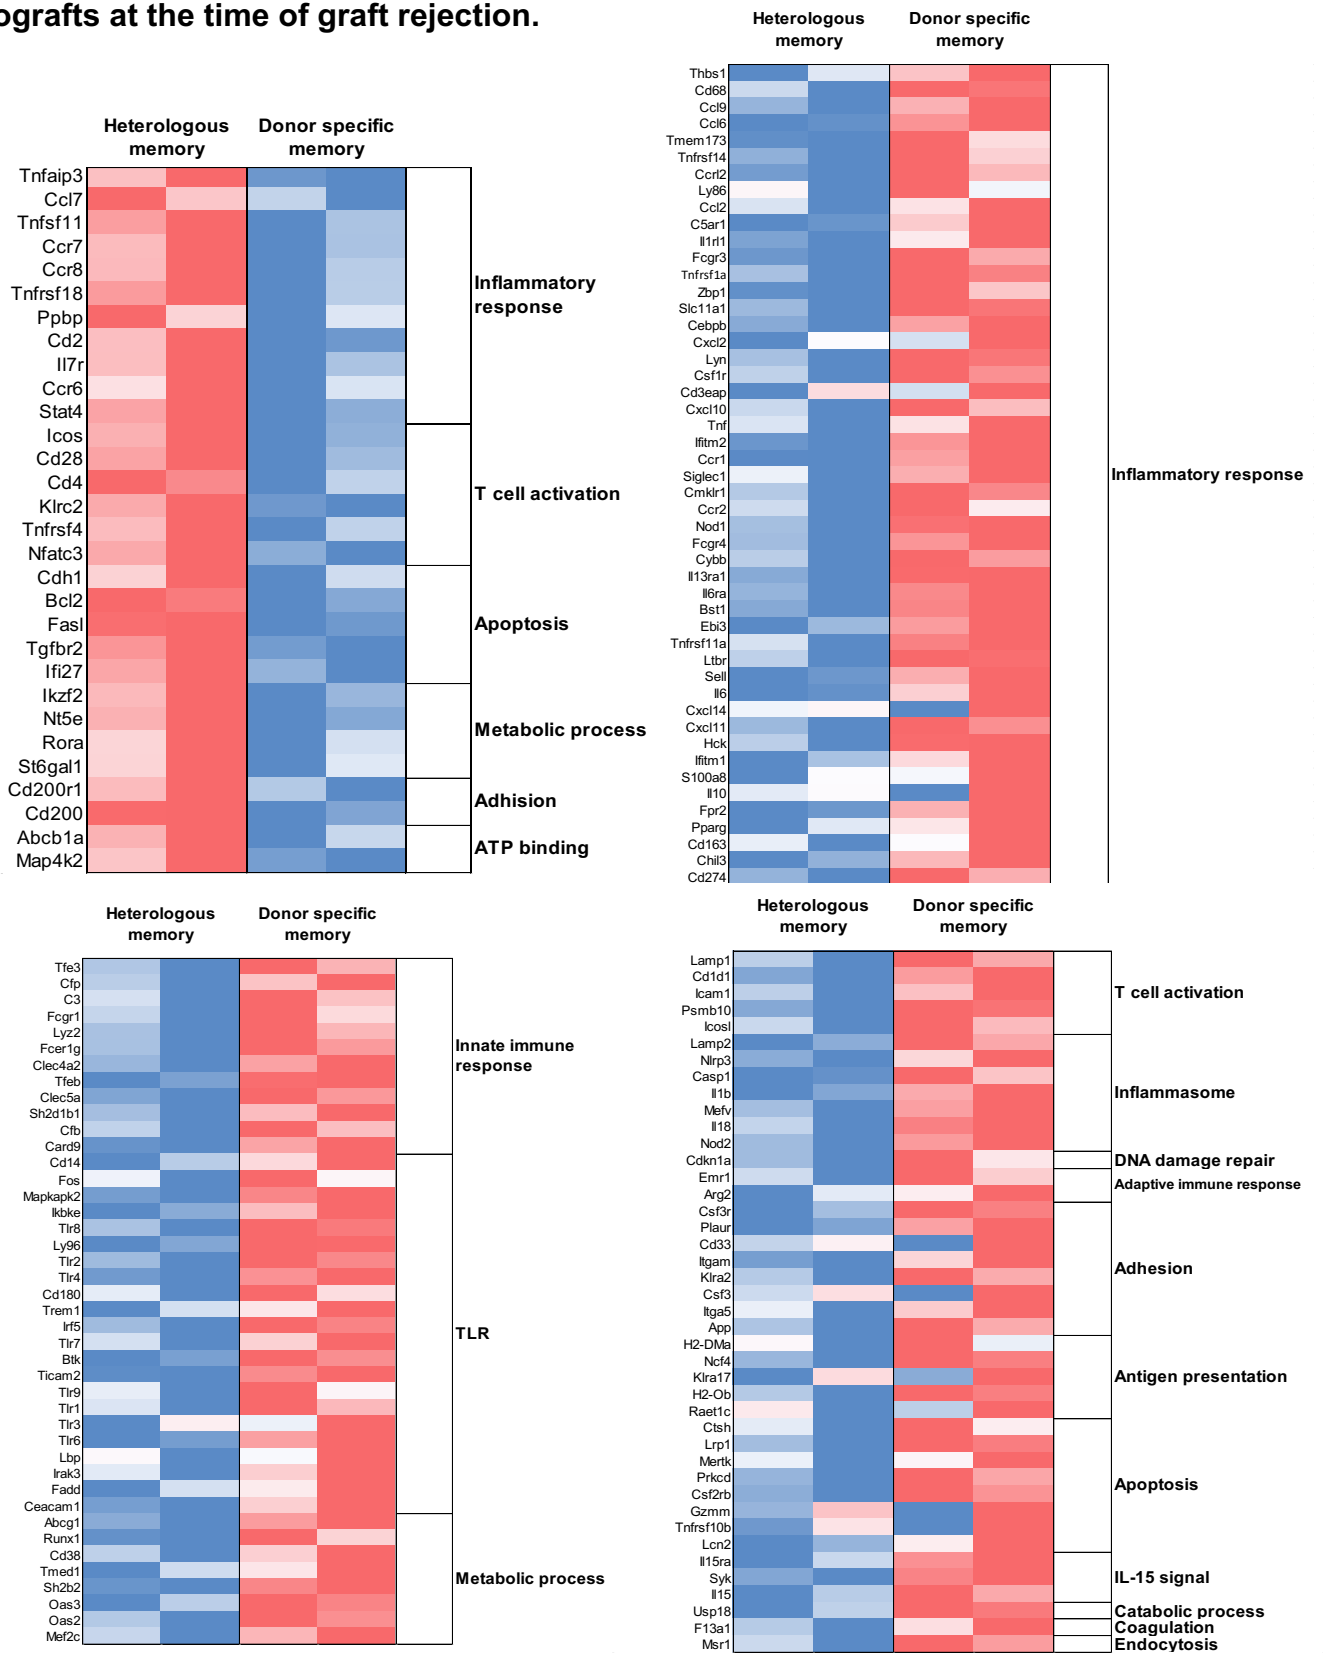 ografts at the time of graft rejection.
Heterologous
memory
Donor specific
memory
Tnfaip3
Ccl7
Tnfsf11
Ccr7
Ccr8
Tnfrsf18
Ppbp
Cd2
Il7r
Ccr6
Stat4
Icos
Cd28
Cd4
Klrc2
Tnfrsf4
Nfatc3
Cdh1
Bcl2
Fasl
Tgfbr2
Ifi27
Ikzf2
Nt5e
Rora
St6gal1
Cd200r1
Cd200
Abcb1a
Map4k2
Inflammatory
response
T cell activation
Apoptosis
Metabolic process
Adhision
ATP binding
Heterologous
memory
Donor specific
memory
Thbs1
Cd68
Ccl9
Ccl6
Tmem173
Tnfrsf14
Ccrl2
Ly86
Ccl2
C5ar1
Il1rl1
Fcgr3
Tnfrsf1a
Zbp1
Slc11a1
Cebpb
Cxcl2
Lyn
Csf1r
Cd3eap
Cxcl10
Tnf
Ifitm2
Ccr1
Siglec1
Cmklr1
Ccr2
Nod1
Fcgr4
Cybb
Il13ra1
Il6ra
Bst1
Ebi3
Tnfrsf11a
Ltbr
Sell
Il6
Cxcl14
Cxcl11
Hck
Ifitm1
S100a8
Il10
Fpr2
Pparg
Cd163
Chil3
Cd274
Inflammatory response
Heterologous
memory
Donor specific
memory
Tfe3
Cfp
C3
Fcgr1
Lyz2
Fcer1g
Clec4a2
Tfeb
Clec5a
Sh2d1b1
Cfb
Card9
Cd14
Fos
Mapkapk2
Ikbke
Tlr8
Ly96
Tlr2
Tlr4
Cd180
Trem1
Irf5
Tlr7
Btk
Ticam2
Tlr9
Tlr1
Tlr3
Tlr6
Lbp
Irak3
Fadd
Ceacam1
Abcg1
Runx1
Cd38
Tmed1
Sh2b2
Oas3
Oas2
Mef2c
Innate immune
response
TLR
Metabolic process
Heterologous
memory
Donor specific
memory
Lamp1
Cd1d1
Icam1
Psmb10
Icosl
Lamp2
Nlrp3
Casp1
Il1b
Mefv
Il18
Nod2
Cdkn1a
Emr1
Arg2
Csf3r
Plaur
Cd33
Itgam
Klra2
Csf3
Itga5
App
H2-DMa
Ncf4
Klra17
H2-Ob
Raet1c
Ctsh
Lrp1
Mertk
Prkcd
Csf2rb
Gzmm
Tnfrsf10b
Lcn2
Il15ra
Syk
Il15
Usp18
F13a1
Msr1
T cell activation
Inflammasome
DNA damage repair
Adaptive immune response
Adhesion
Antigen presentation
Apoptosis
IL-15 signal
Catabolic process
Coagulation
Endocytosis